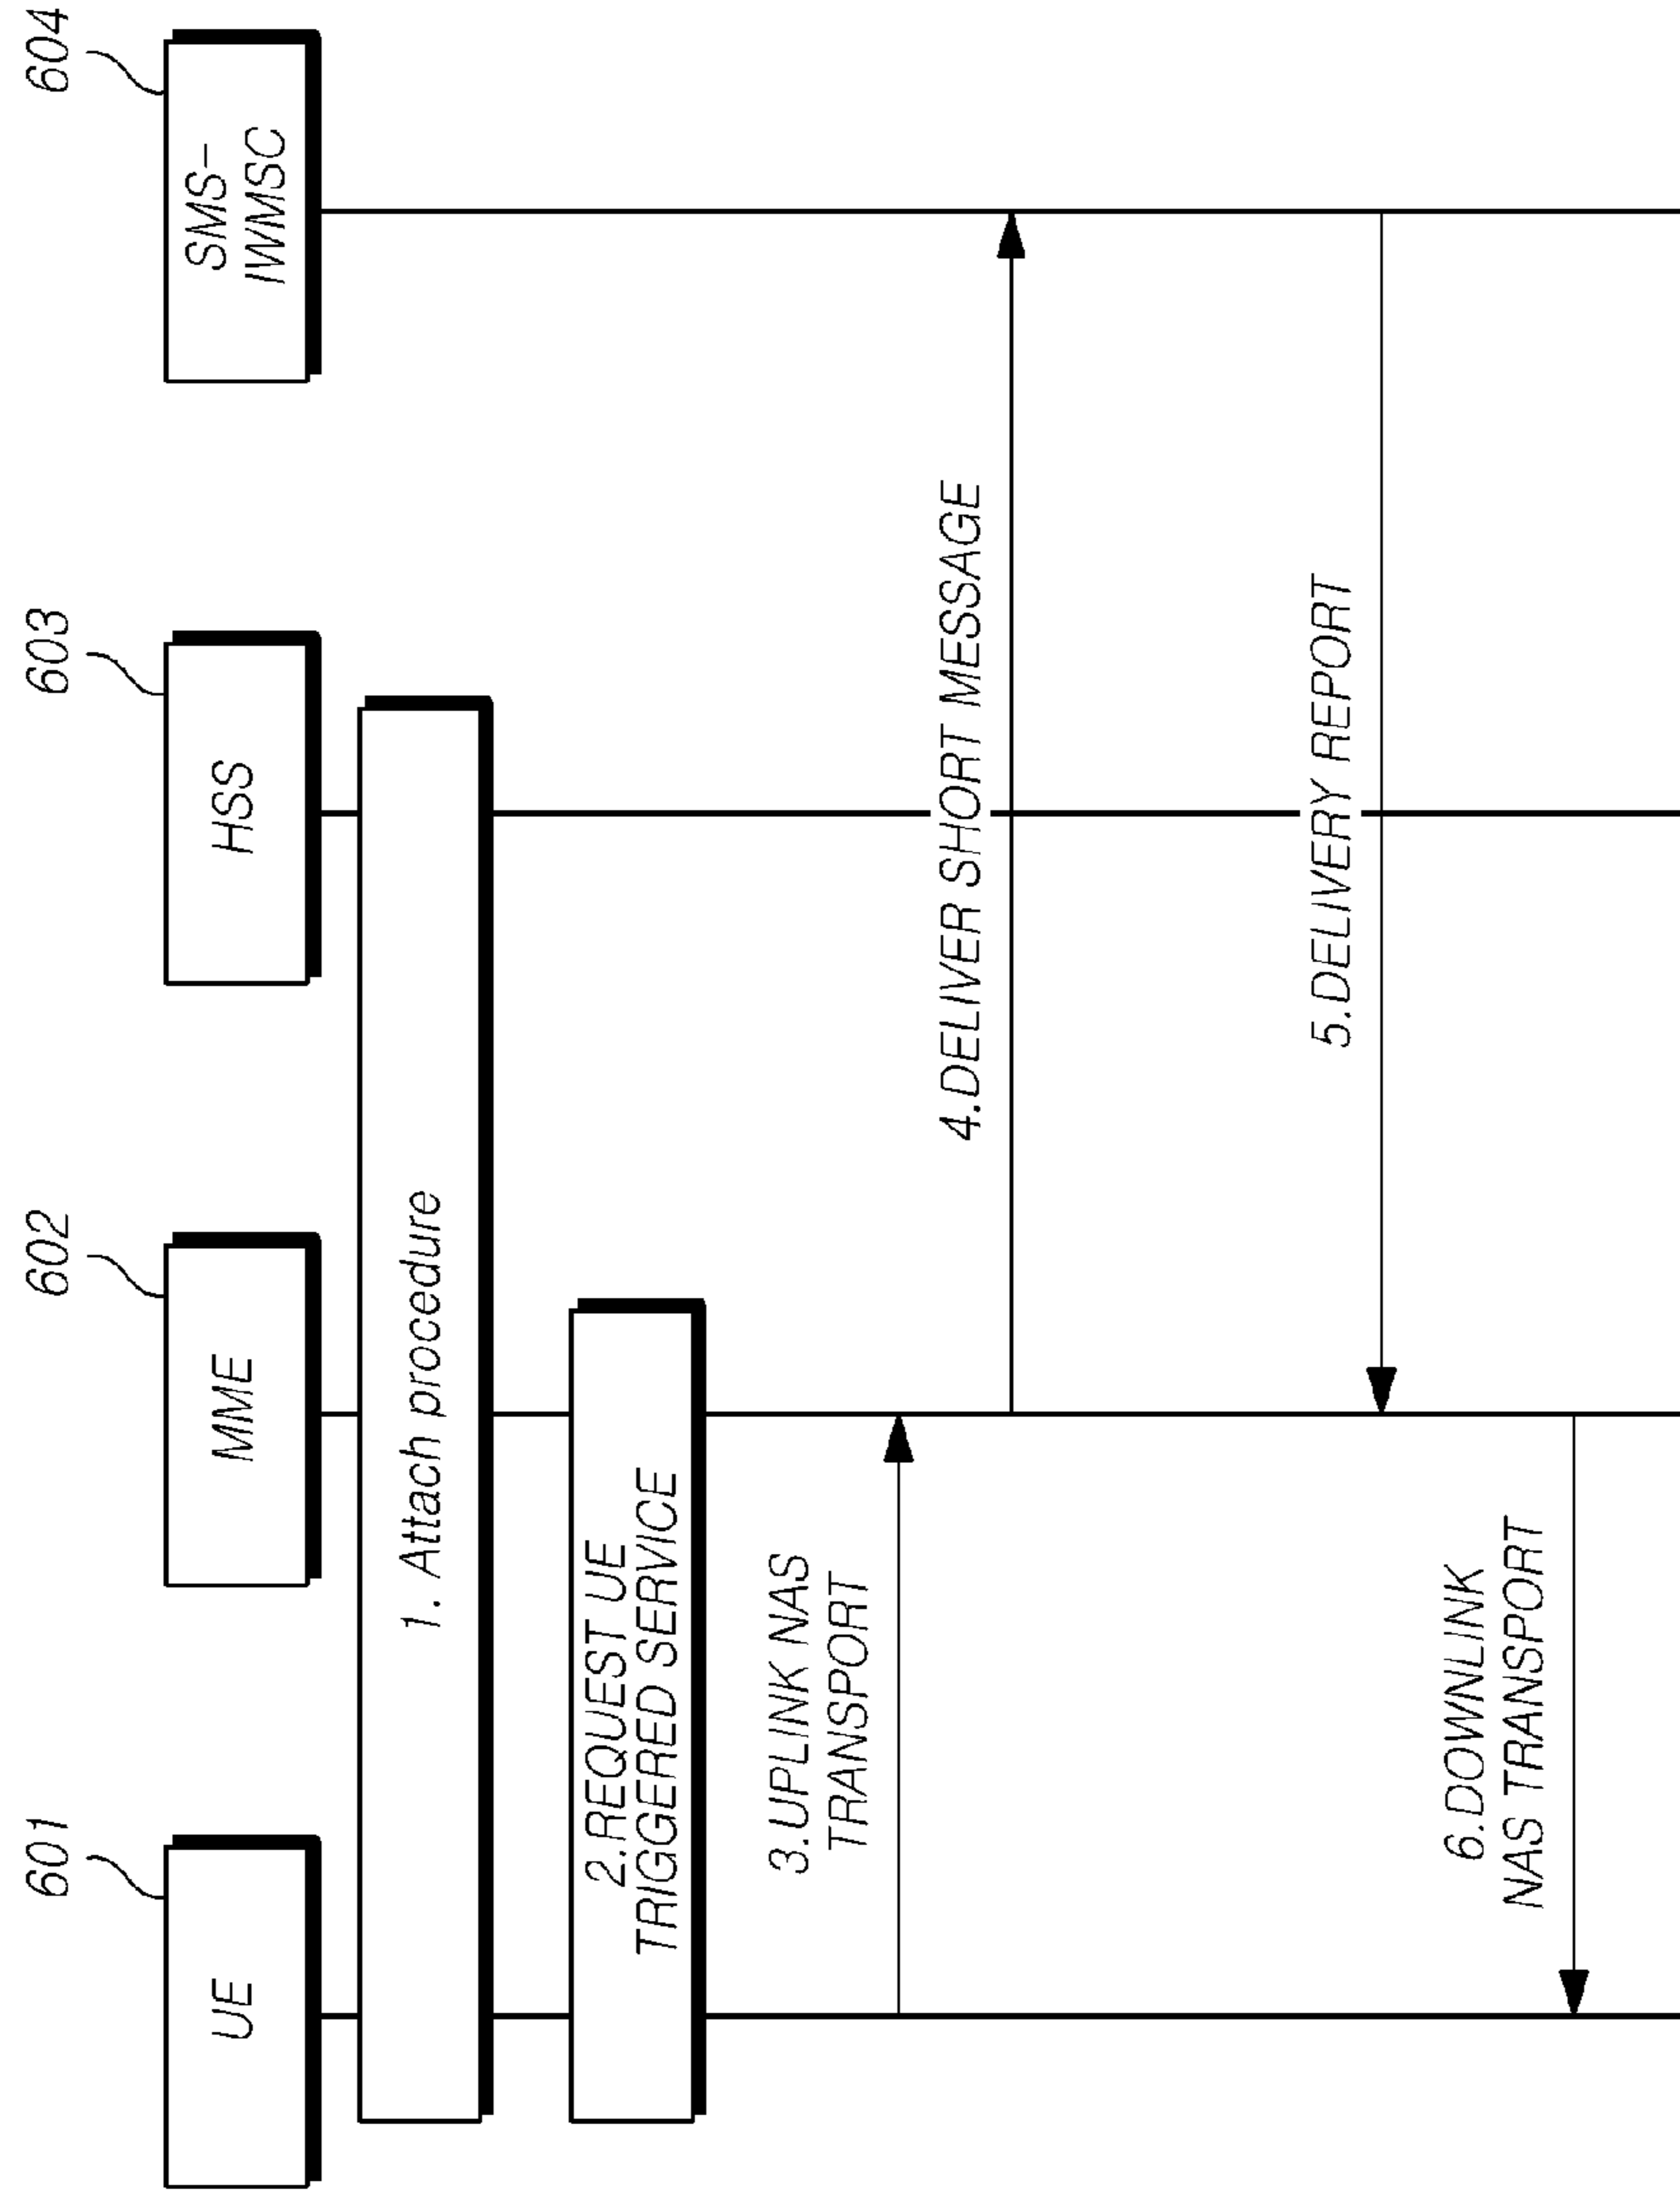 601
602
603
604
UE
MME
HSS
SMS-
IWMSC
1. Attach procedure
2.REQUEST UE
TRIGGERED SERVICE
3.UPLINK NAS
TRANSPORT
4.DELIVER SHORT MESSAGE
5.DELIVERY REPORT
6.DOWNLINK
NAS TRANSPORT